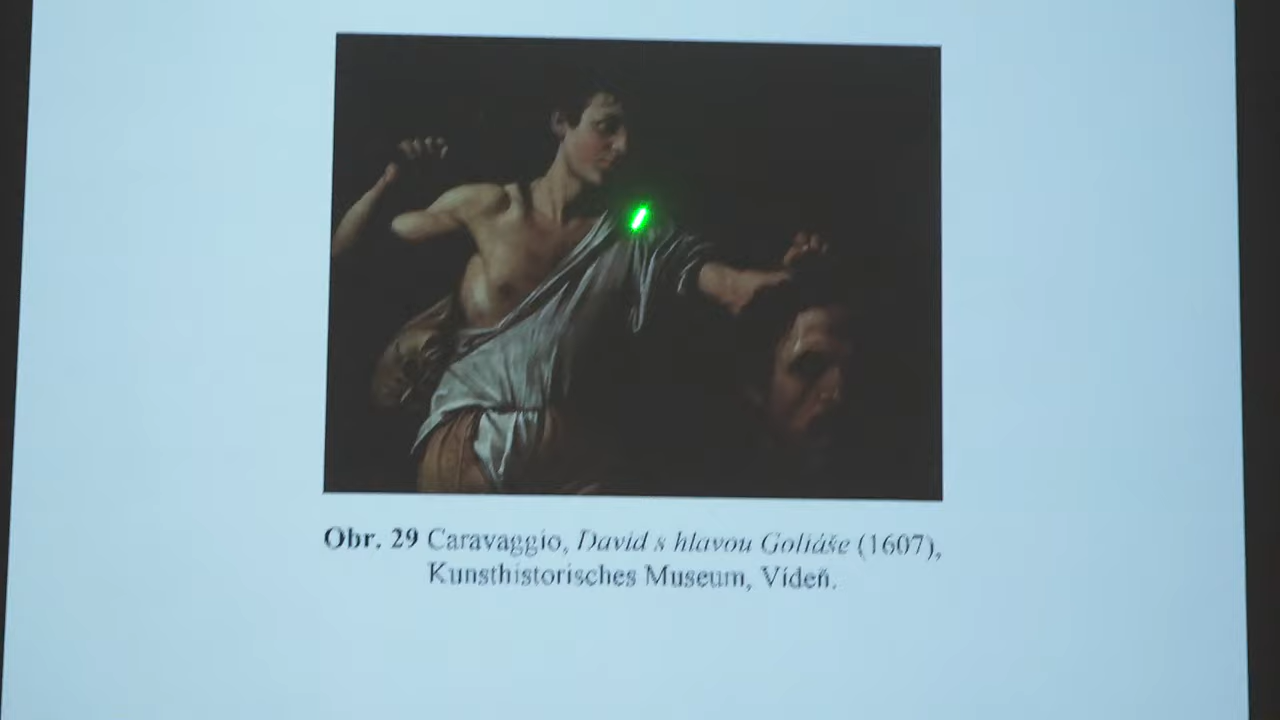 Obr. 29 Caravaggio, David s hlavou Goliáše (1607),
Kunsthistorisches Museum, Vídeň.